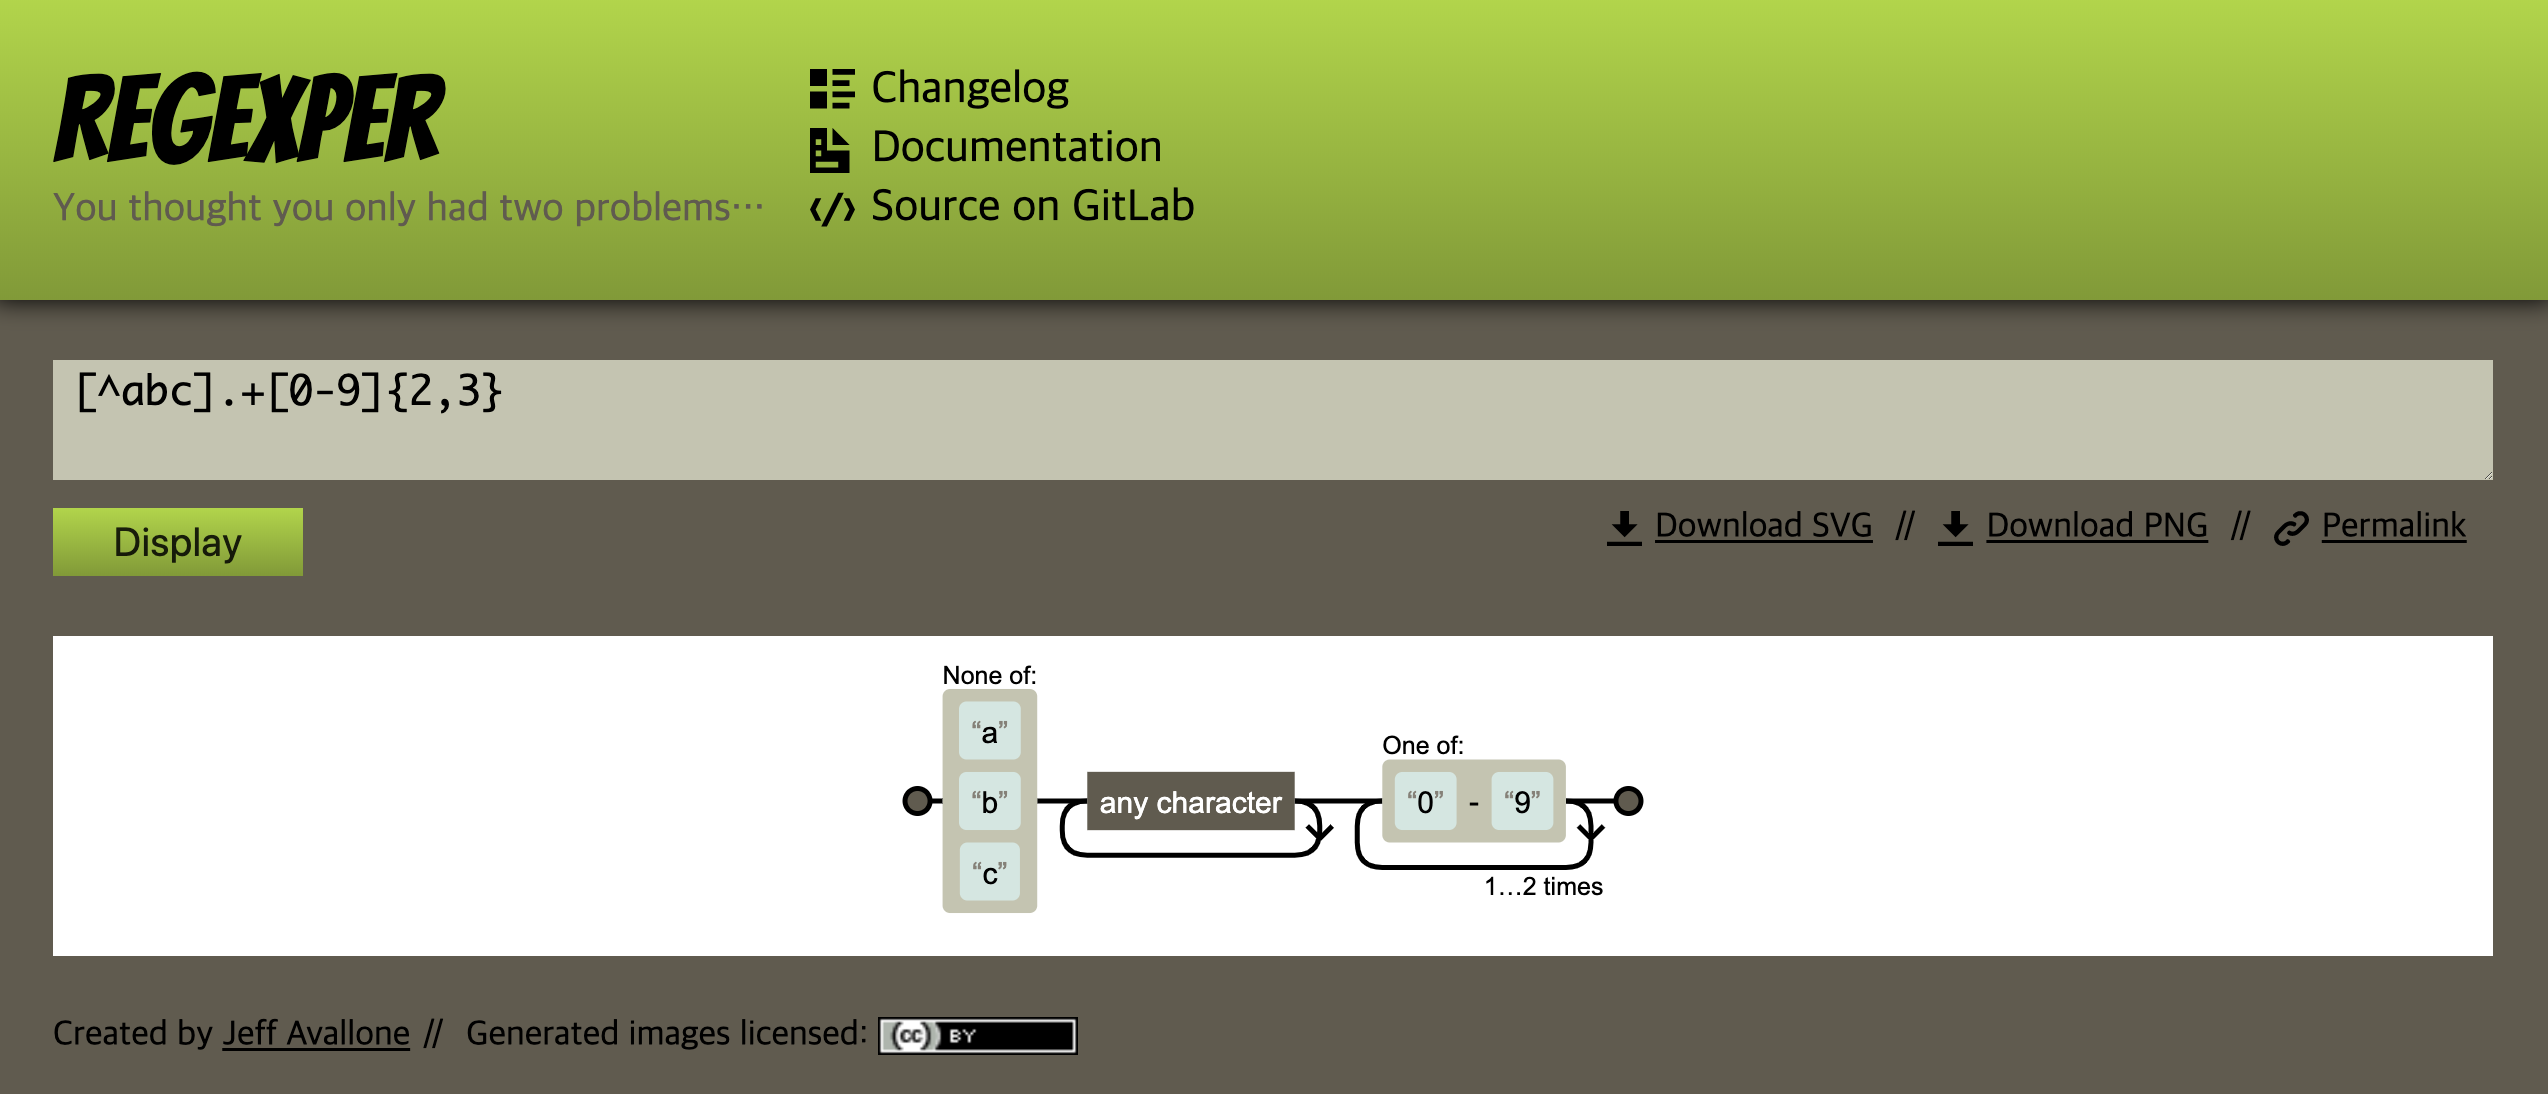 REGEXPER
You thought you only had two problems…
Changelog
Documentation
Source on GitLab
[^abc].+[0-9]{2,3}
Display
Download SVG // Download PNG // Permalink
None of:
“a”
“b”
“c”
any character
One of:
“0” - “9”
1…2 times
Created by Jeff Avallone // Generated images licensed: (cc) BY